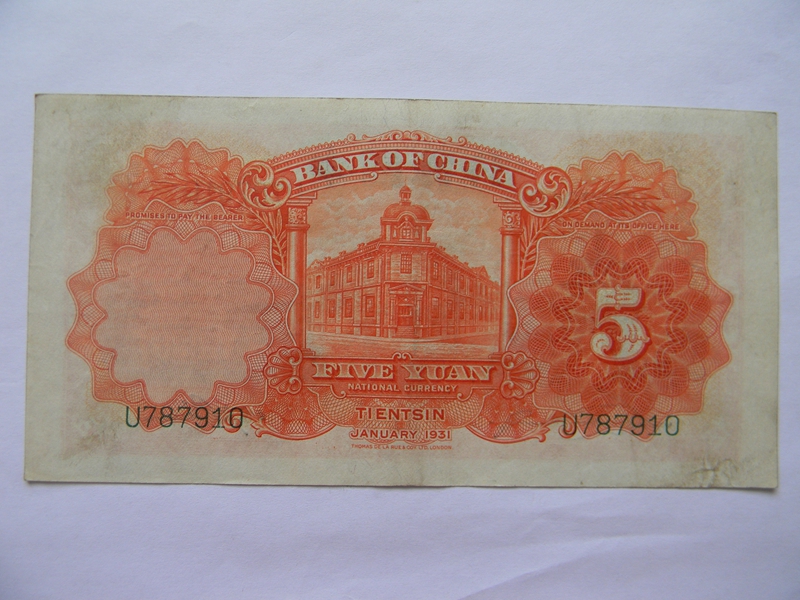 BANK OF CHINA
PROMISES TO PAY THE BEARER
ON DEMAND AT ITS OFFICE HERE
5
FIVE YUAN
NATIONAL CURRENCY
TIENTSIN
U787910
U787910
JANUARY 1931
THOMAS DE LA RUE & COY. LTD. LONDON.